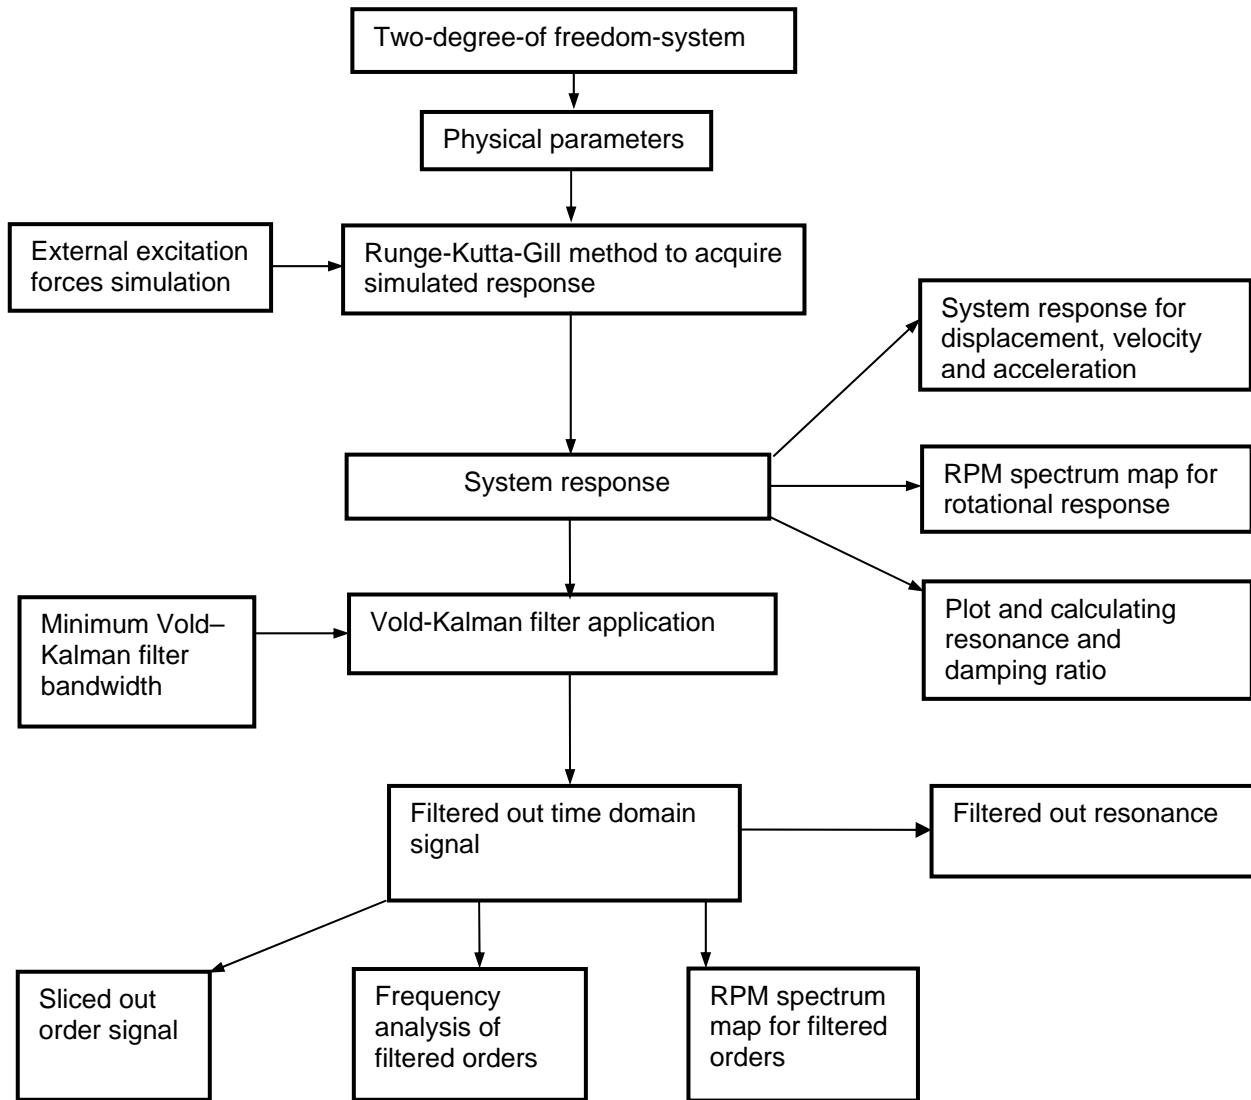 Two-degree-of freedom-system
Physical parameters
External excitation
forces simulation
Runge-Kutta-Gill method to acquire
simulated response
System response for
displacement, velocity
and acceleration
System response
RPM spectrum map for
rotational response
Minimum Vold–
Kalman filter
bandwidth
Vold-Kalman filter application
Plot and calculating
resonance and
damping ratio
Filtered out time domain
signal
Filtered out resonance
Sliced out
order signal
Frequency
analysis of
filtered orders
RPM spectrum
map for filtered
orders